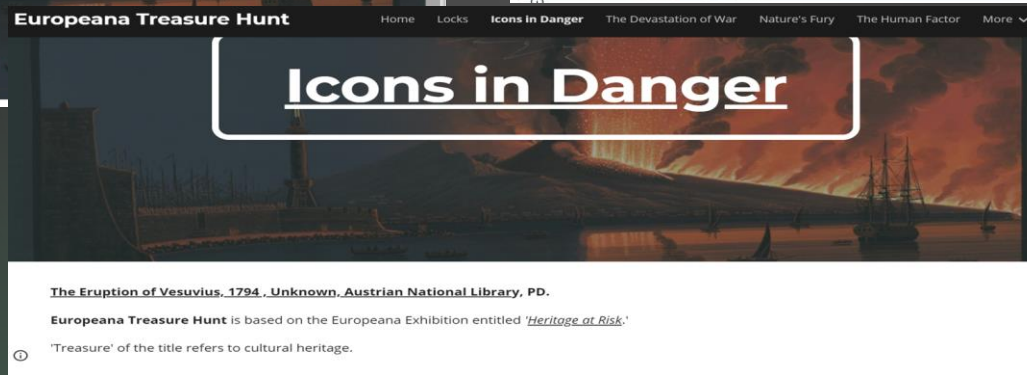 Europeana Treasure Hunt Home Locks Icons in Danger The Devastation of War Nature's Fury The Human Factor More
Icons in Danger
The Eruption of Vesuvius, 1794 , Unknown, Austrian National Library, PD.
Europeana Treasure Hunt is based on the Europeana Exhibition entitled 'Heritage at Risk.'
'Treasure' of the title refers to cultural heritage.